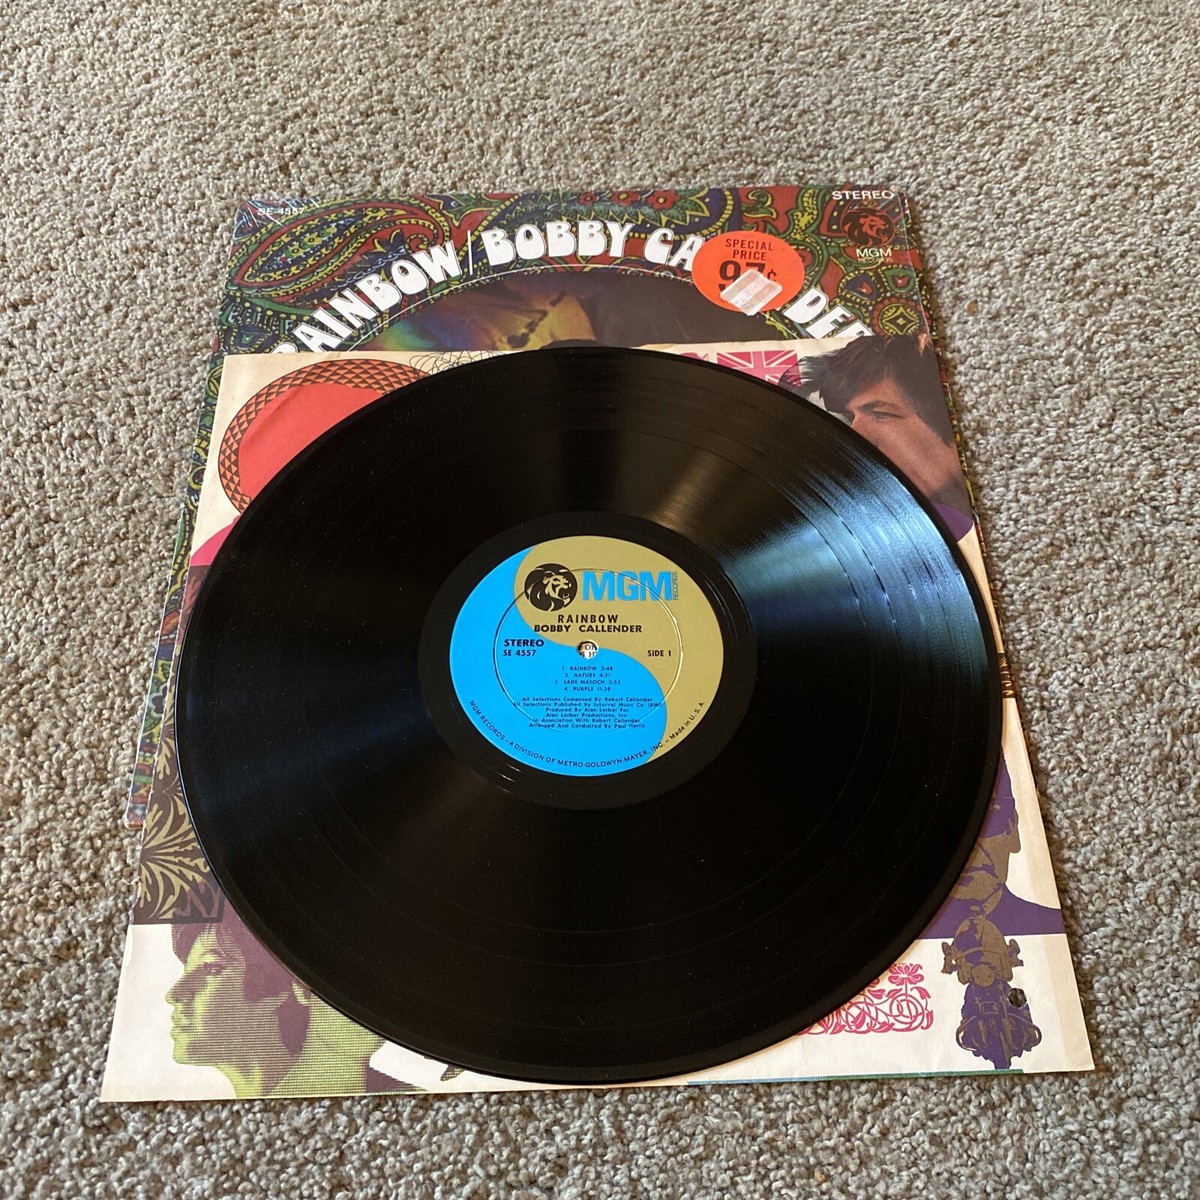 SE-4557
STEREO
RAINBOW/BOBBY CA DER
MGM
RECORDS
SPECIAL
PRICE
97¢
MGM
RECORDS
RAINBOW
BOBBY CALLENDER
STEREO
SE 4557
SIDE 1
1. RAINBOW 3:48
2. NATURE 4:31
3. SADE MASOCH 3:53
4. PURPLE 11:38
All Selections Composed By Robert Callender
All Selections Published by Interval Music Co (BMI)
Produced By Alan Lorber For
Alan Lorber Productions, Inc.
In Association With Robert Callender
Arranged And Conducted By Paul Harris
MGM RECORDS – A DIVISION OF METRO-GOLDWYN-MAYER, INC. – Made in U.S.A.